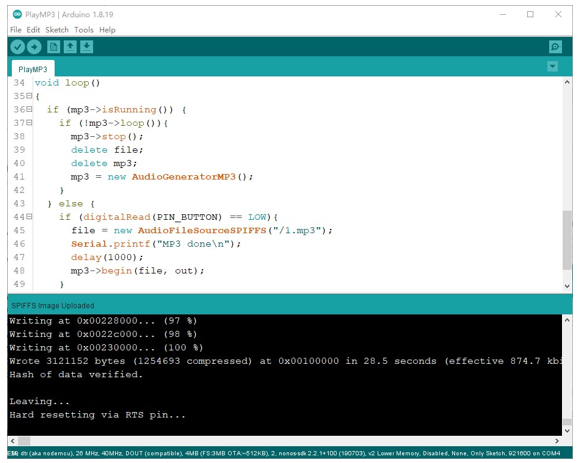 PlayMP3 | Arduino 1.8.19
File Edit Sketch Tools Help
PlayMP3
34 void loop()
35 {
36 if (mp3->isRunning()) {
37 if (!mp3->loop()){
38 mp3->stop();
39 delete file;
40 delete mp3;
41 mp3 = new AudioGeneratorMP3();
42 }
43 } else {
44 if (digitalRead(PIN_BUTTON) == LOW){
45 file = new AudioFileSourceSPIFFS("/1.mp3");
46 Serial.printf("MP3 done\n");
47 delay(1000);
48 mp3->begin(file, out);
49 }
SPIFFS Image Uploaded
Writing at 0x00228000... (97 %)
Writing at 0x0022c000... (98 %)
Writing at 0x00230000... (100 %)
Wrote 3121152 bytes (1254693 compressed) at 0x00100000 in 28.5 seconds (effective 874.7 kbi
Hash of data verified.
Leaving...
Hard resetting via RTS pin...
dtr (aka nodemcu), 26 MHz, 40MHz, DOUT (compatible), 4MB (FS:3MB OTA:~512KB), 2, nonos-sdk 2.2.1+100 (190703), v2 Lower Memory, Disabled, None, Only Sketch, 921600 on COM4